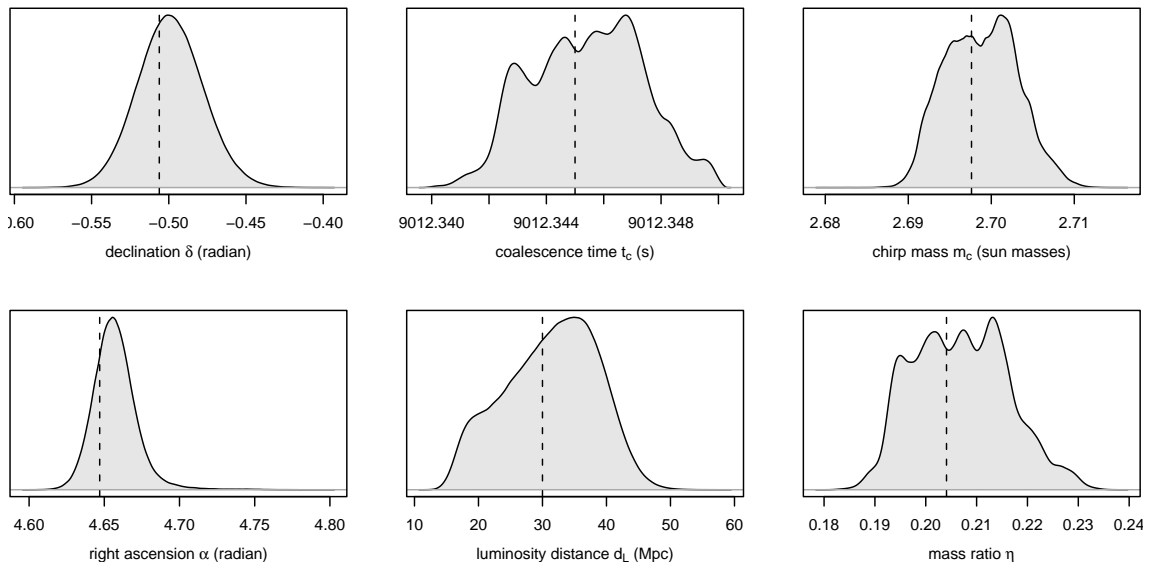 .60 −0.55 −0.50 −0.45 −0.40
declination δ (radian)
9012.340 9012.344 9012.348
coalescence time t_c (s)
2.68 2.69 2.70 2.71
chirp mass m_c (sun masses)
4.60 4.65 4.70 4.75 4.80
right ascension α (radian)
10 20 30 40 50 60
luminosity distance d_L (Mpc)
0.18 0.19 0.20 0.21 0.22 0.23 0.24
mass ratio η